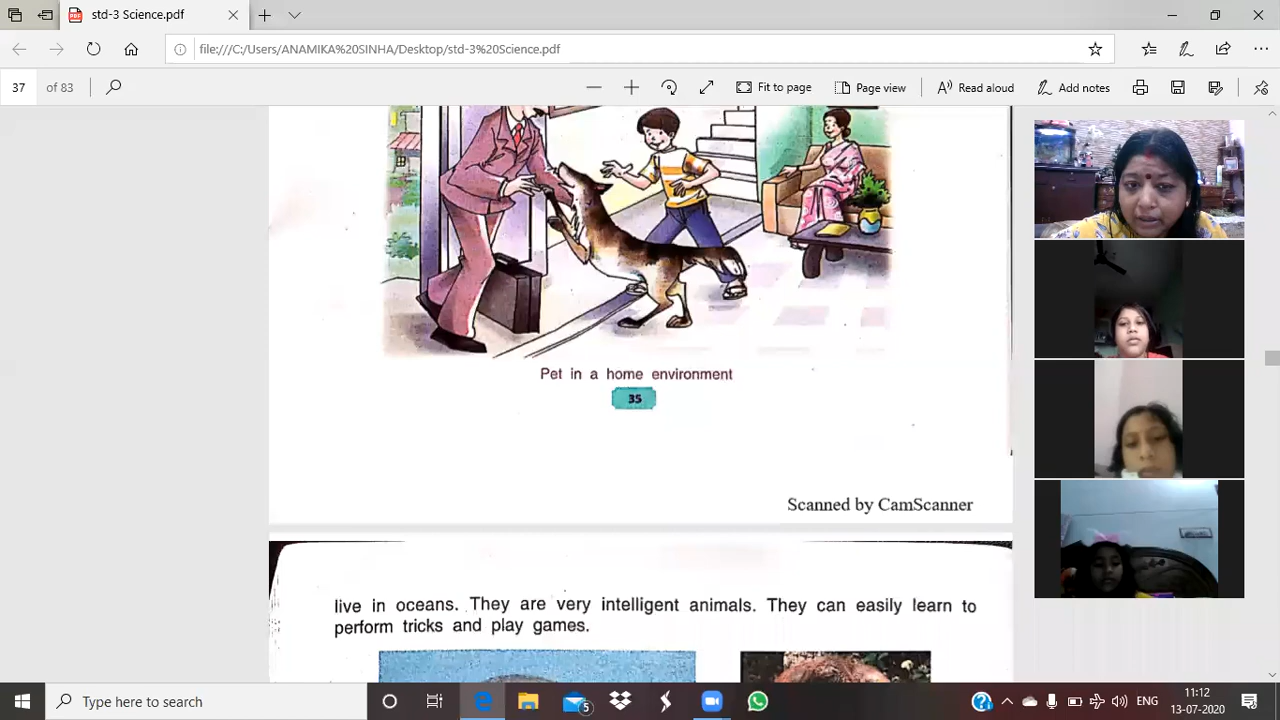 std-3 Science.pdf
file:///C:/Users/ANAMIKA%20SINHA/Desktop/std-3%20Science.pdf
37 of 83
Fit to page
Page view
Read aloud
Add notes
Pet in a home environment
35
Scanned by CamScanner
live in oceans. They are very intelligent animals. They can easily learn to
perform tricks and play games.
Type here to search
5
ENG
11:12
13-07-2020